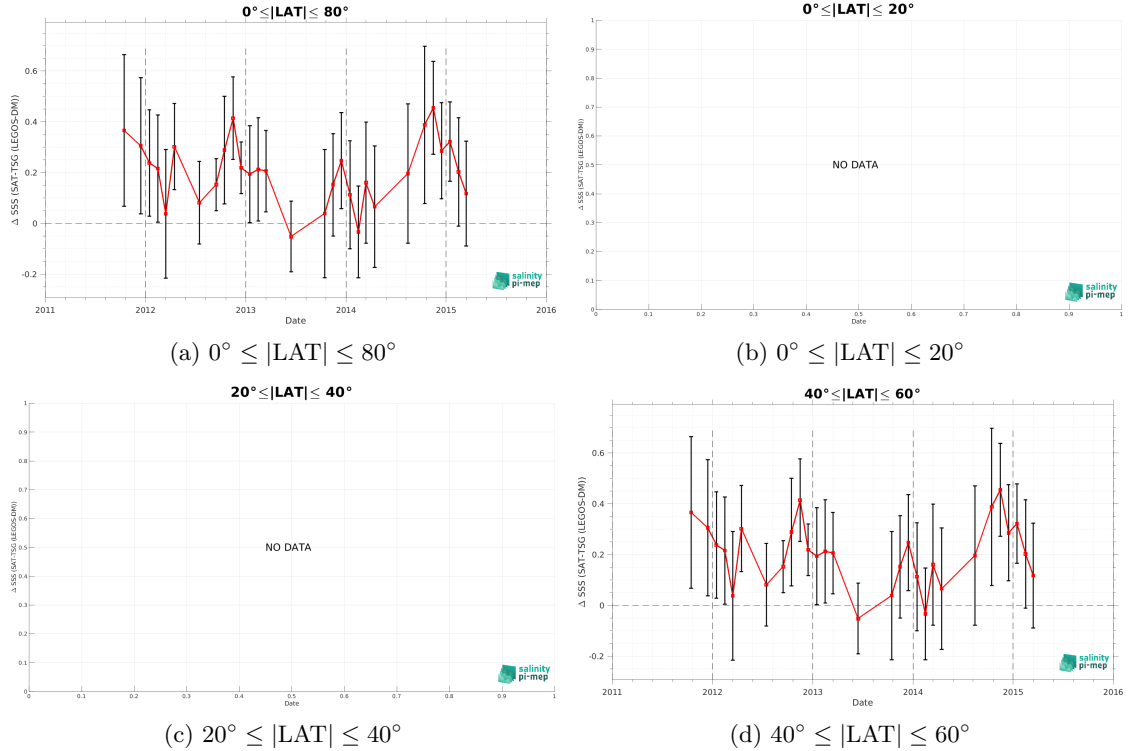 0°≤|LAT|≤ 80°
Δ SSS (SAT-TSG (LEGOS-DM))
0.6
0.4
0.2
0
-0.2
2011
2012
2013
2014
2015
2016
Date
salinity
pi-mep
(a) 0° ≤ |LAT| ≤ 80°
0°≤|LAT|≤ 20°
Δ SSS (SAT-TSG (LEGOS-DM))
1
0.9
0.8
0.7
0.6
0.5
0.4
0.3
0.2
0.1
0
NO DATA
0
0.1
0.2
0.3
0.4
0.5
0.6
0.7
0.8
0.9
1
Date
salinity
pi-mep
(b) 0° ≤ |LAT| ≤ 20°
20°≤|LAT|≤ 40°
Δ SSS (SAT-TSG (LEGOS-DM))
1
0.9
0.8
0.7
0.6
0.5
0.4
0.3
0.2
0.1
0
NO DATA
0
0.1
0.2
0.3
0.4
0.5
0.6
0.7
0.8
0.9
1
Date
salinity
pi-mep
(c) 20° ≤ |LAT| ≤ 40°
40°≤|LAT|≤ 60°
Δ SSS (SAT-TSG (LEGOS-DM))
0.6
0.4
0.2
0
-0.2
2011
2012
2013
2014
2015
2016
Date
salinity
pi-mep
(d) 40° ≤ |LAT| ≤ 60°